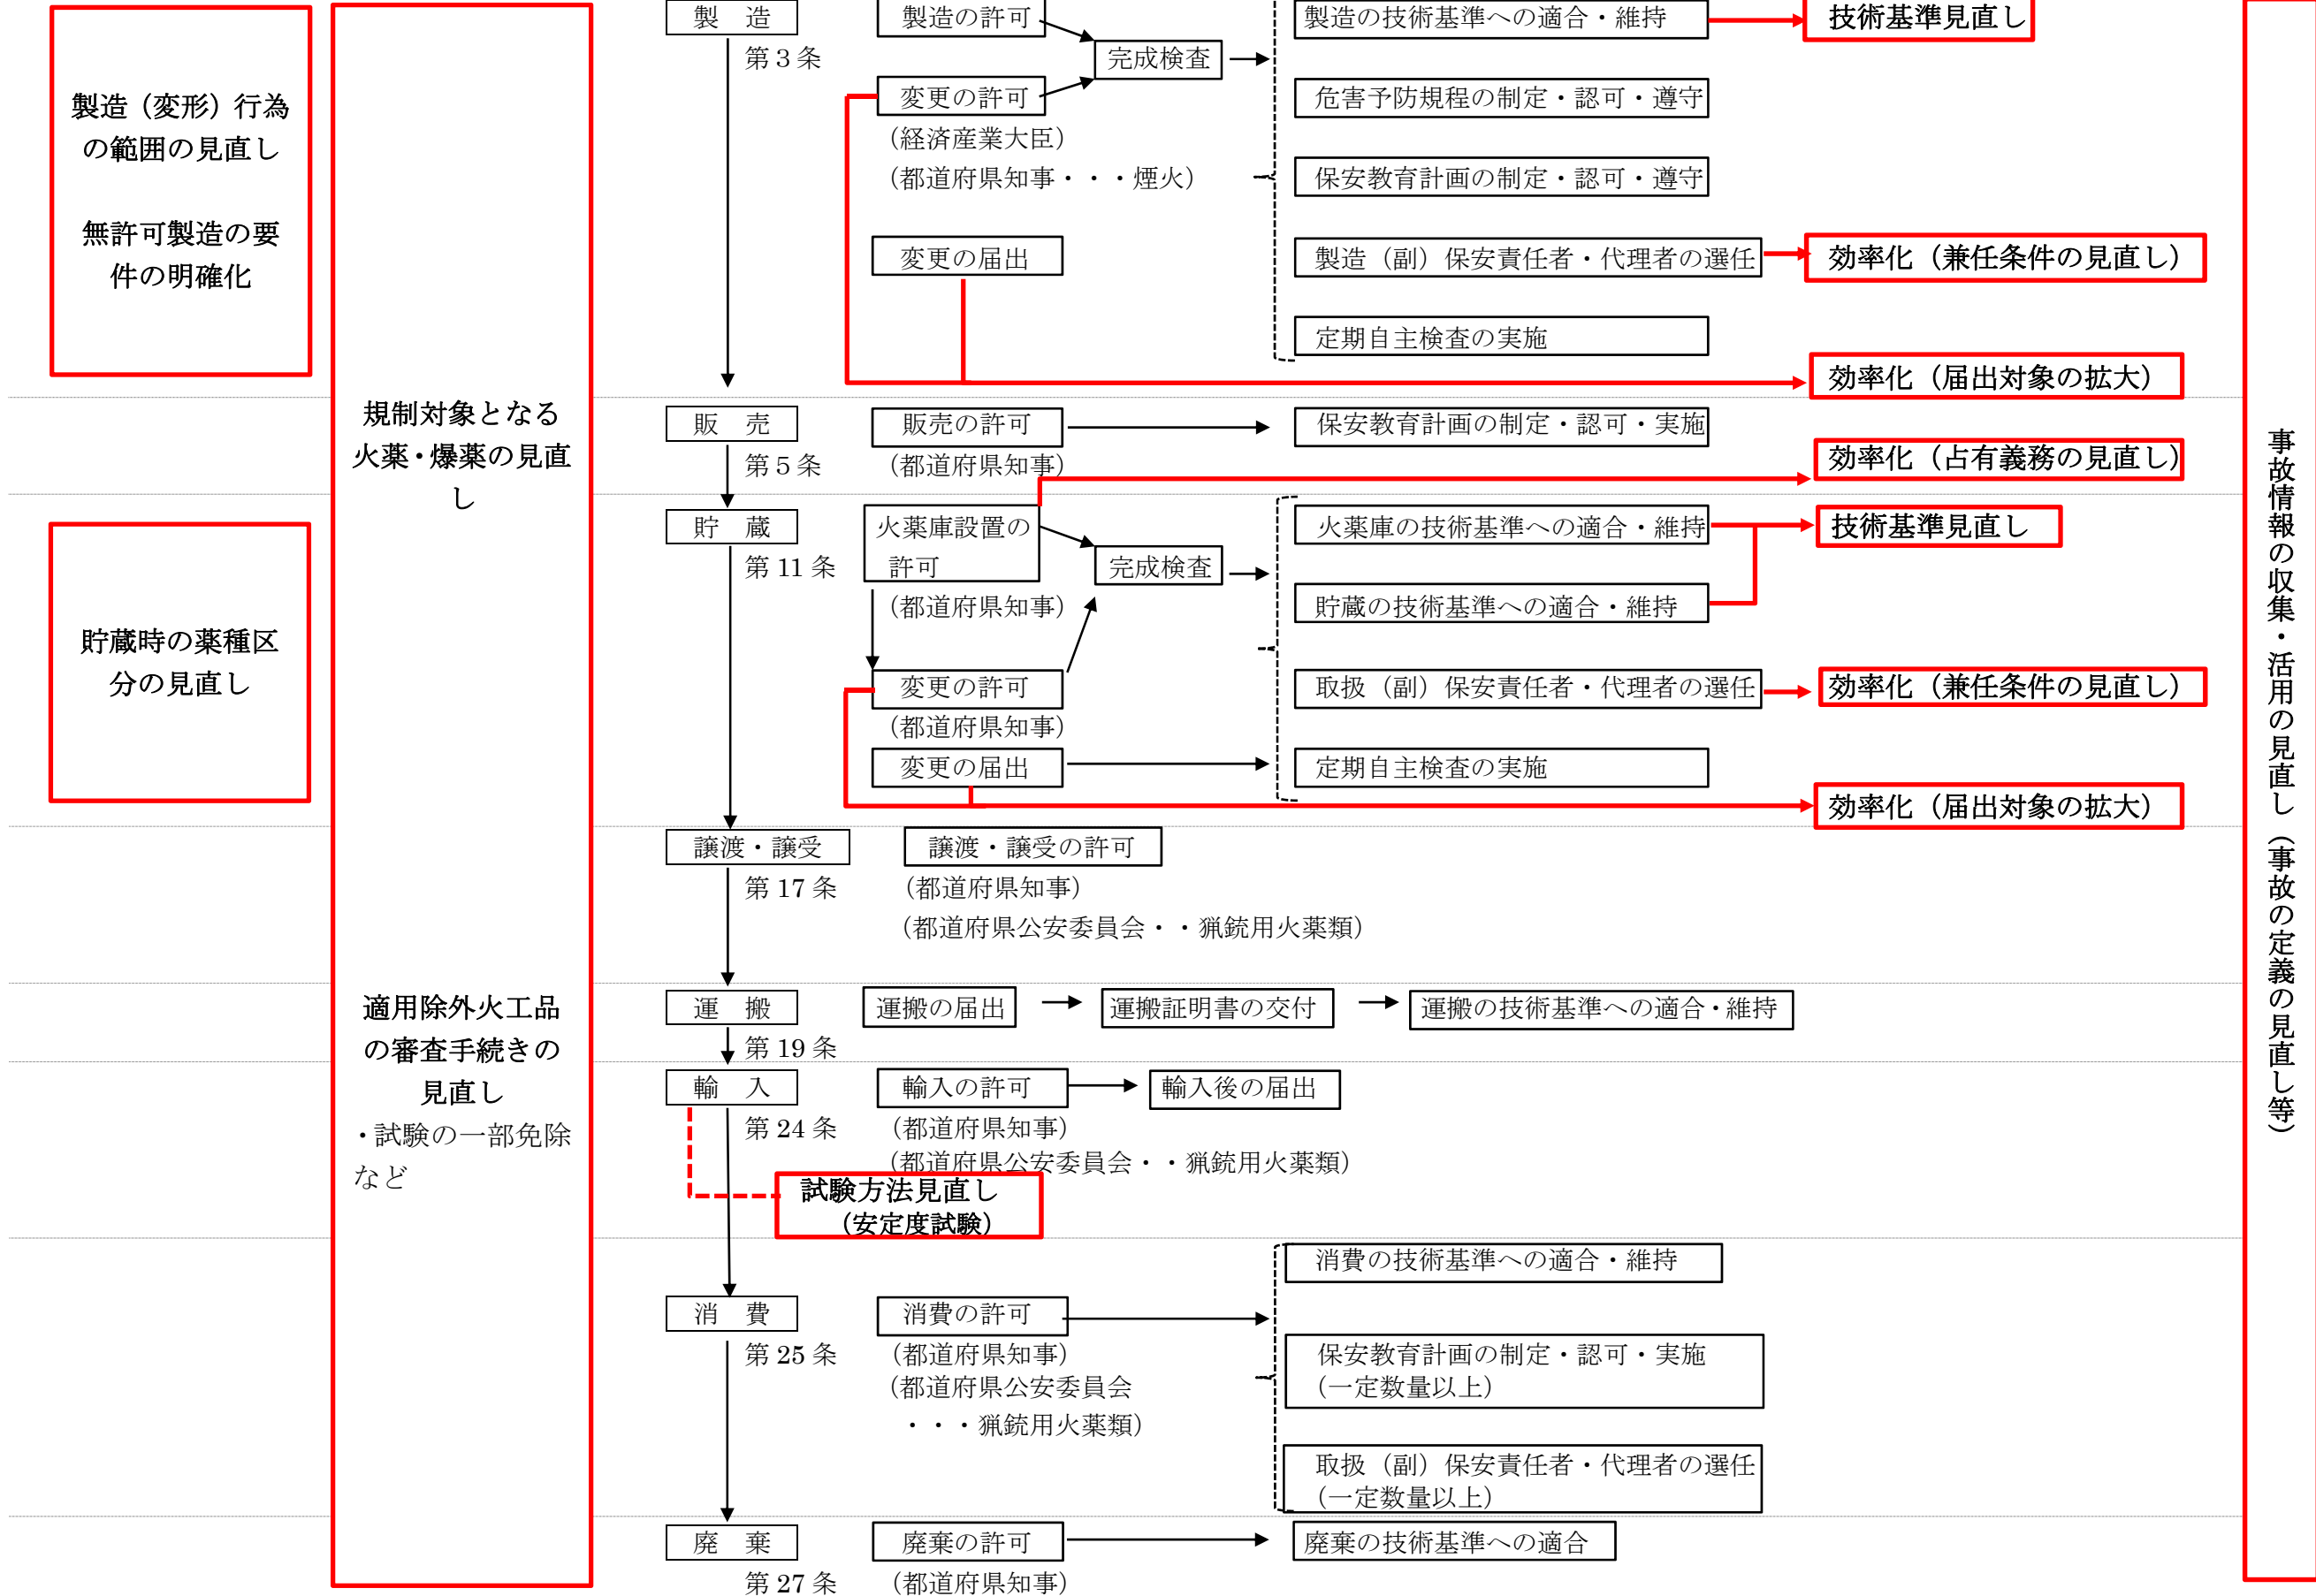 製造（変形）行為
の範囲の見直し
無許可製造の要
件の明確化
貯蔵時の薬種区
分の見直し
規制対象となる
火薬・爆薬の見直
し
適用除外火工品
の審査手続きの
見直し
・試験の一部免除
など
製　造
第３条
製造の許可
完成検査
変更の許可
（経済産業大臣）
（都道府県知事・・・煙火）
変更の届出
製造の技術基準への適合・維持
技術基準見直し
危害予防規程の制定・認可・遵守
保安教育計画の制定・認可・遵守
製造（副）保安責任者・代理者の選任
効率化（兼任条件の見直し）
定期自主検査の実施
効率化（届出対象の拡大）
販　売
第５条
販売の許可
（都道府県知事）
保安教育計画の制定・認可・実施
効率化（占有義務の見直し）
貯　蔵
第 11 条
火薬庫設置の
許可
（都道府県知事）
完成検査
変更の許可
（都道府県知事）
変更の届出
火薬庫の技術基準への適合・維持
技術基準見直し
貯蔵の技術基準への適合・維持
取扱（副）保安責任者・代理者の選任
効率化（兼任条件の見直し）
定期自主検査の実施
効率化（届出対象の拡大）
譲渡・譲受
第 17 条
譲渡・譲受の許可
（都道府県知事）
（都道府県公安委員会・・猟銃用火薬類）
運　搬
第 19 条
運搬の届出
運搬証明書の交付
運搬の技術基準への適合・維持
輸　入
第 24 条
輸入の許可
輸入後の届出
（都道府県知事）
（都道府県公安委員会・・猟銃用火薬類）
試験方法見直し
（安定度試験）
消　費
第 25 条
消費の許可
（都道府県知事）
（都道府県公安委員会
・・・猟銃用火薬類）
消費の技術基準への適合・維持
保安教育計画の制定・認可・実施
（一定数量以上）
取扱（副）保安責任者・代理者の選任
（一定数量以上）
廃　棄
第 27 条
廃棄の許可
（都道府県知事）
廃棄の技術基準への適合
事故情報の収集・活用の見直し（事故の定義の見直し等）